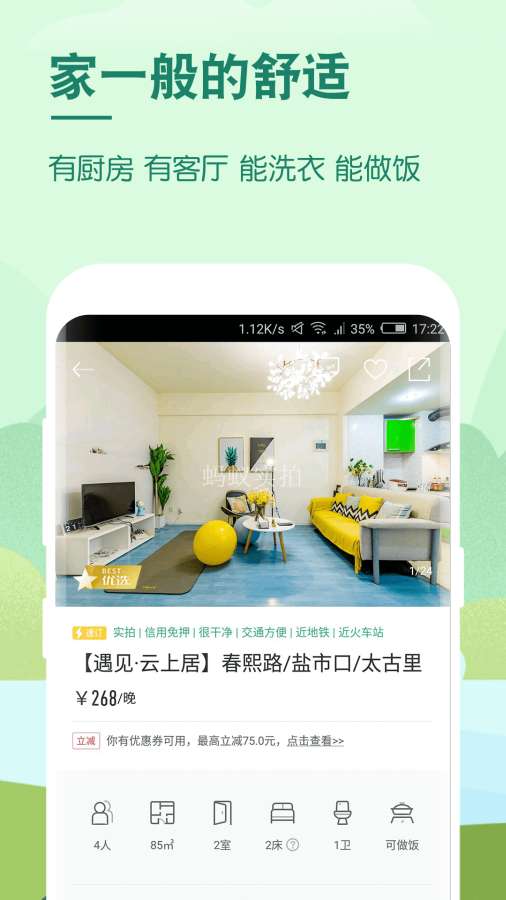 家一般的舒适
有厨房 有客厅 能洗衣 能做饭
1.12K/s 35% 17:22
蚂蚁实拍
BEST
优选
1/24
速订 实拍 | 信用免押 | 很干净 | 交通方便 | 近地铁 | 近火车站
【遇见·云上居】春熙路/盐市口/太古里
￥268/晚
立减 你有优惠券可用，最高立减75.0元，点击查看>>
4人 85㎡ 2室 2床 ? 1卫 可做饭